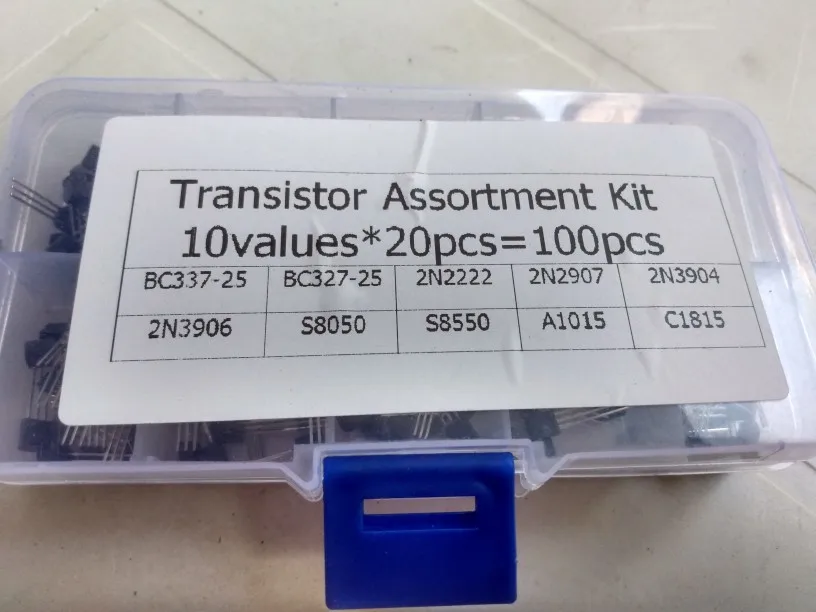 Transistor Assortment Kit
10values*20pcs=100pcs
BC337-25 BC327-25 2N2222 2N2907 2N3904
2N3906 S8050 S8550 A1015 C1815